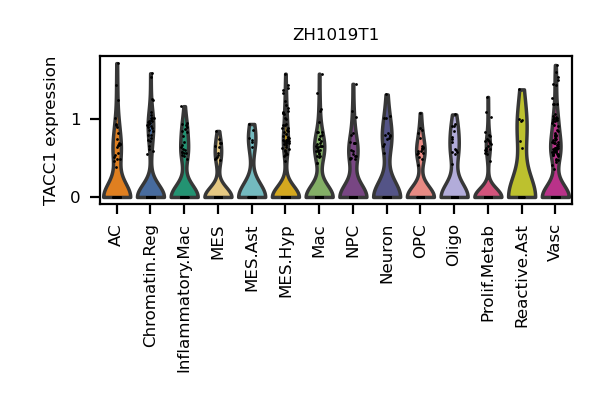 ZH1019T1
TACC1 expression
1
0
AC
Chromatin.Reg
Inflammatory.Mac
MES
MES.Ast
MES.Hyp
Mac
NPC
Neuron
OPC
Oligo
Prolif.Metab
Reactive.Ast
Vasc